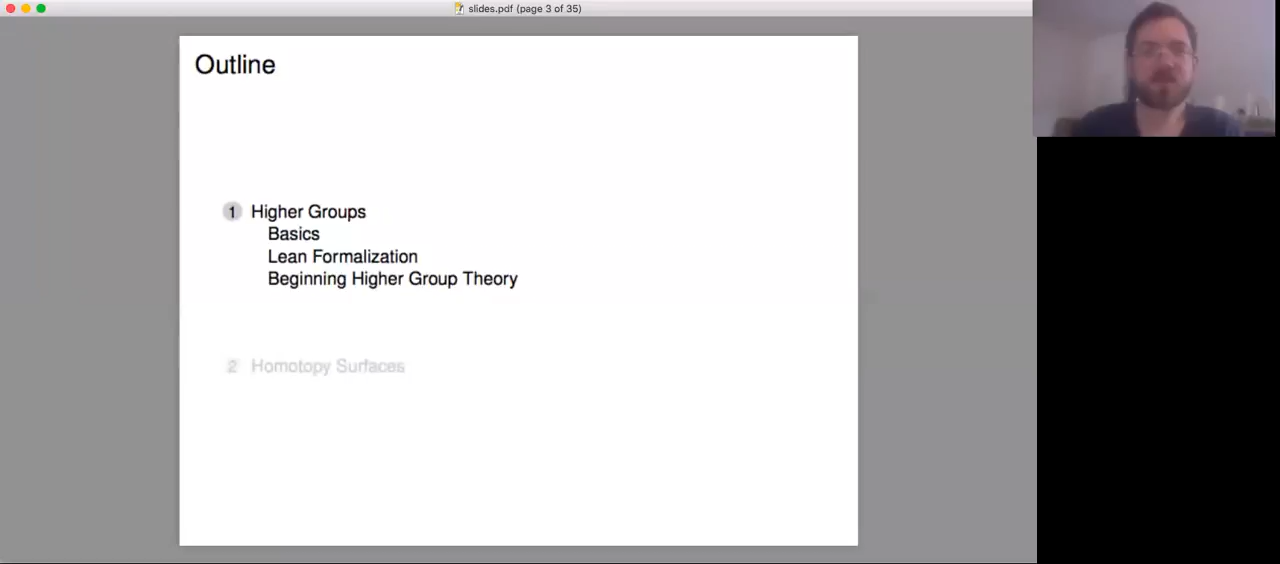 slides.pdf (page 3 of 35)
Outline
1 Higher Groups
Basics
Lean Formalization
Beginning Higher Group Theory
2 Homotopy Surfaces